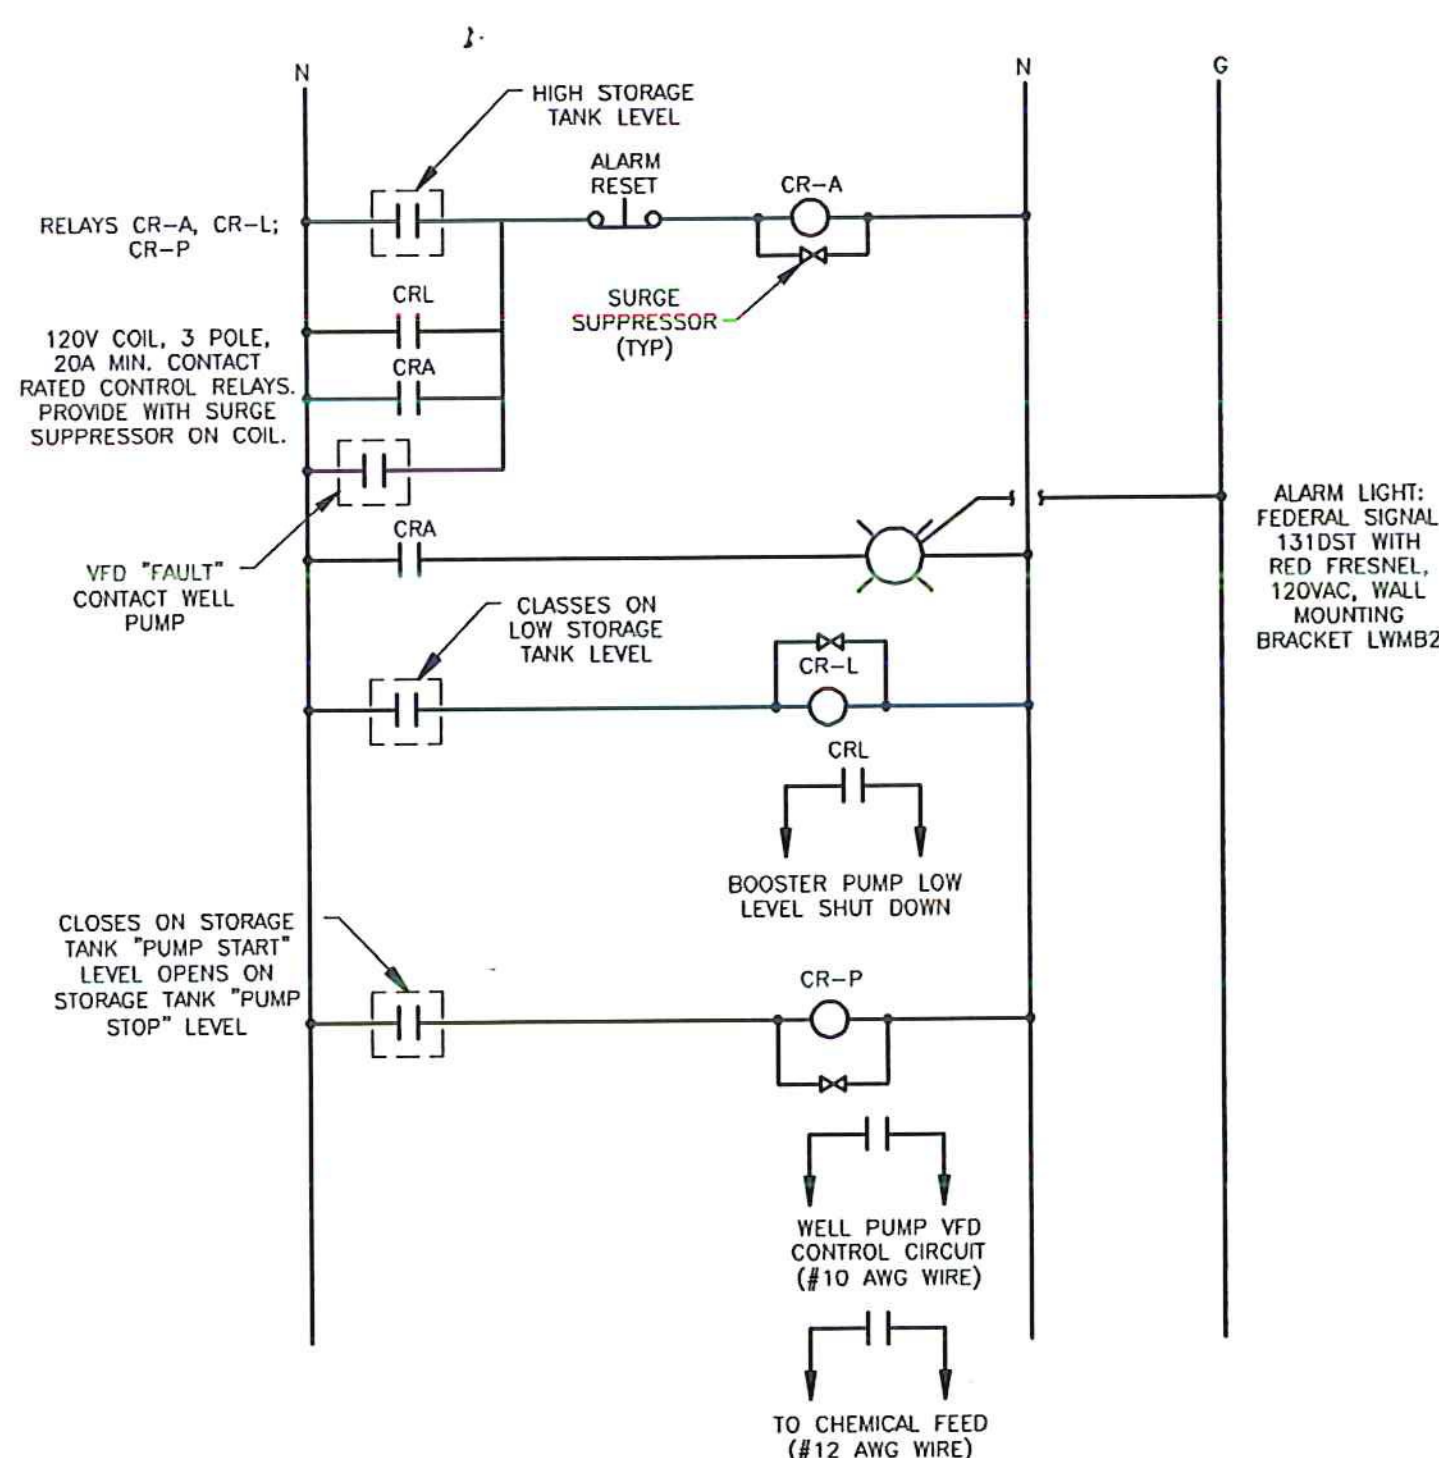 N
N
G
HIGH STORAGE
TANK LEVEL
ALARM
RESET
CR-A
RELAYS CR-A, CR-L;
CR-P
CRL
SURGE
SUPPRESSOR
(TYP)
120V COIL, 3 POLE,
20A MIN. CONTACT
RATED CONTROL RELAYS.
PROVIDE WITH SURGE
SUPPRESSOR ON COIL.
CRA
ALARM LIGHT:
FEDERAL SIGNAL
131DST WITH
RED FRESNEL,
120VAC, WALL
MOUNTING
BRACKET LWMB2
CRA
VFD "FAULT"
CONTACT WELL
PUMP
CLASSES ON
LOW STORAGE
TANK LEVEL
CR-L
CRL
BOOSTER PUMP LOW
LEVEL SHUT DOWN
CLOSES ON STORAGE
TANK "PUMP START"
LEVEL OPENS ON
STORAGE TANK "PUMP
STOP" LEVEL
CR-P
WELL PUMP VFD
CONTROL CIRCUIT
(#10 AWG WIRE)
TO CHEMICAL FEED
(#12 AWG WIRE)